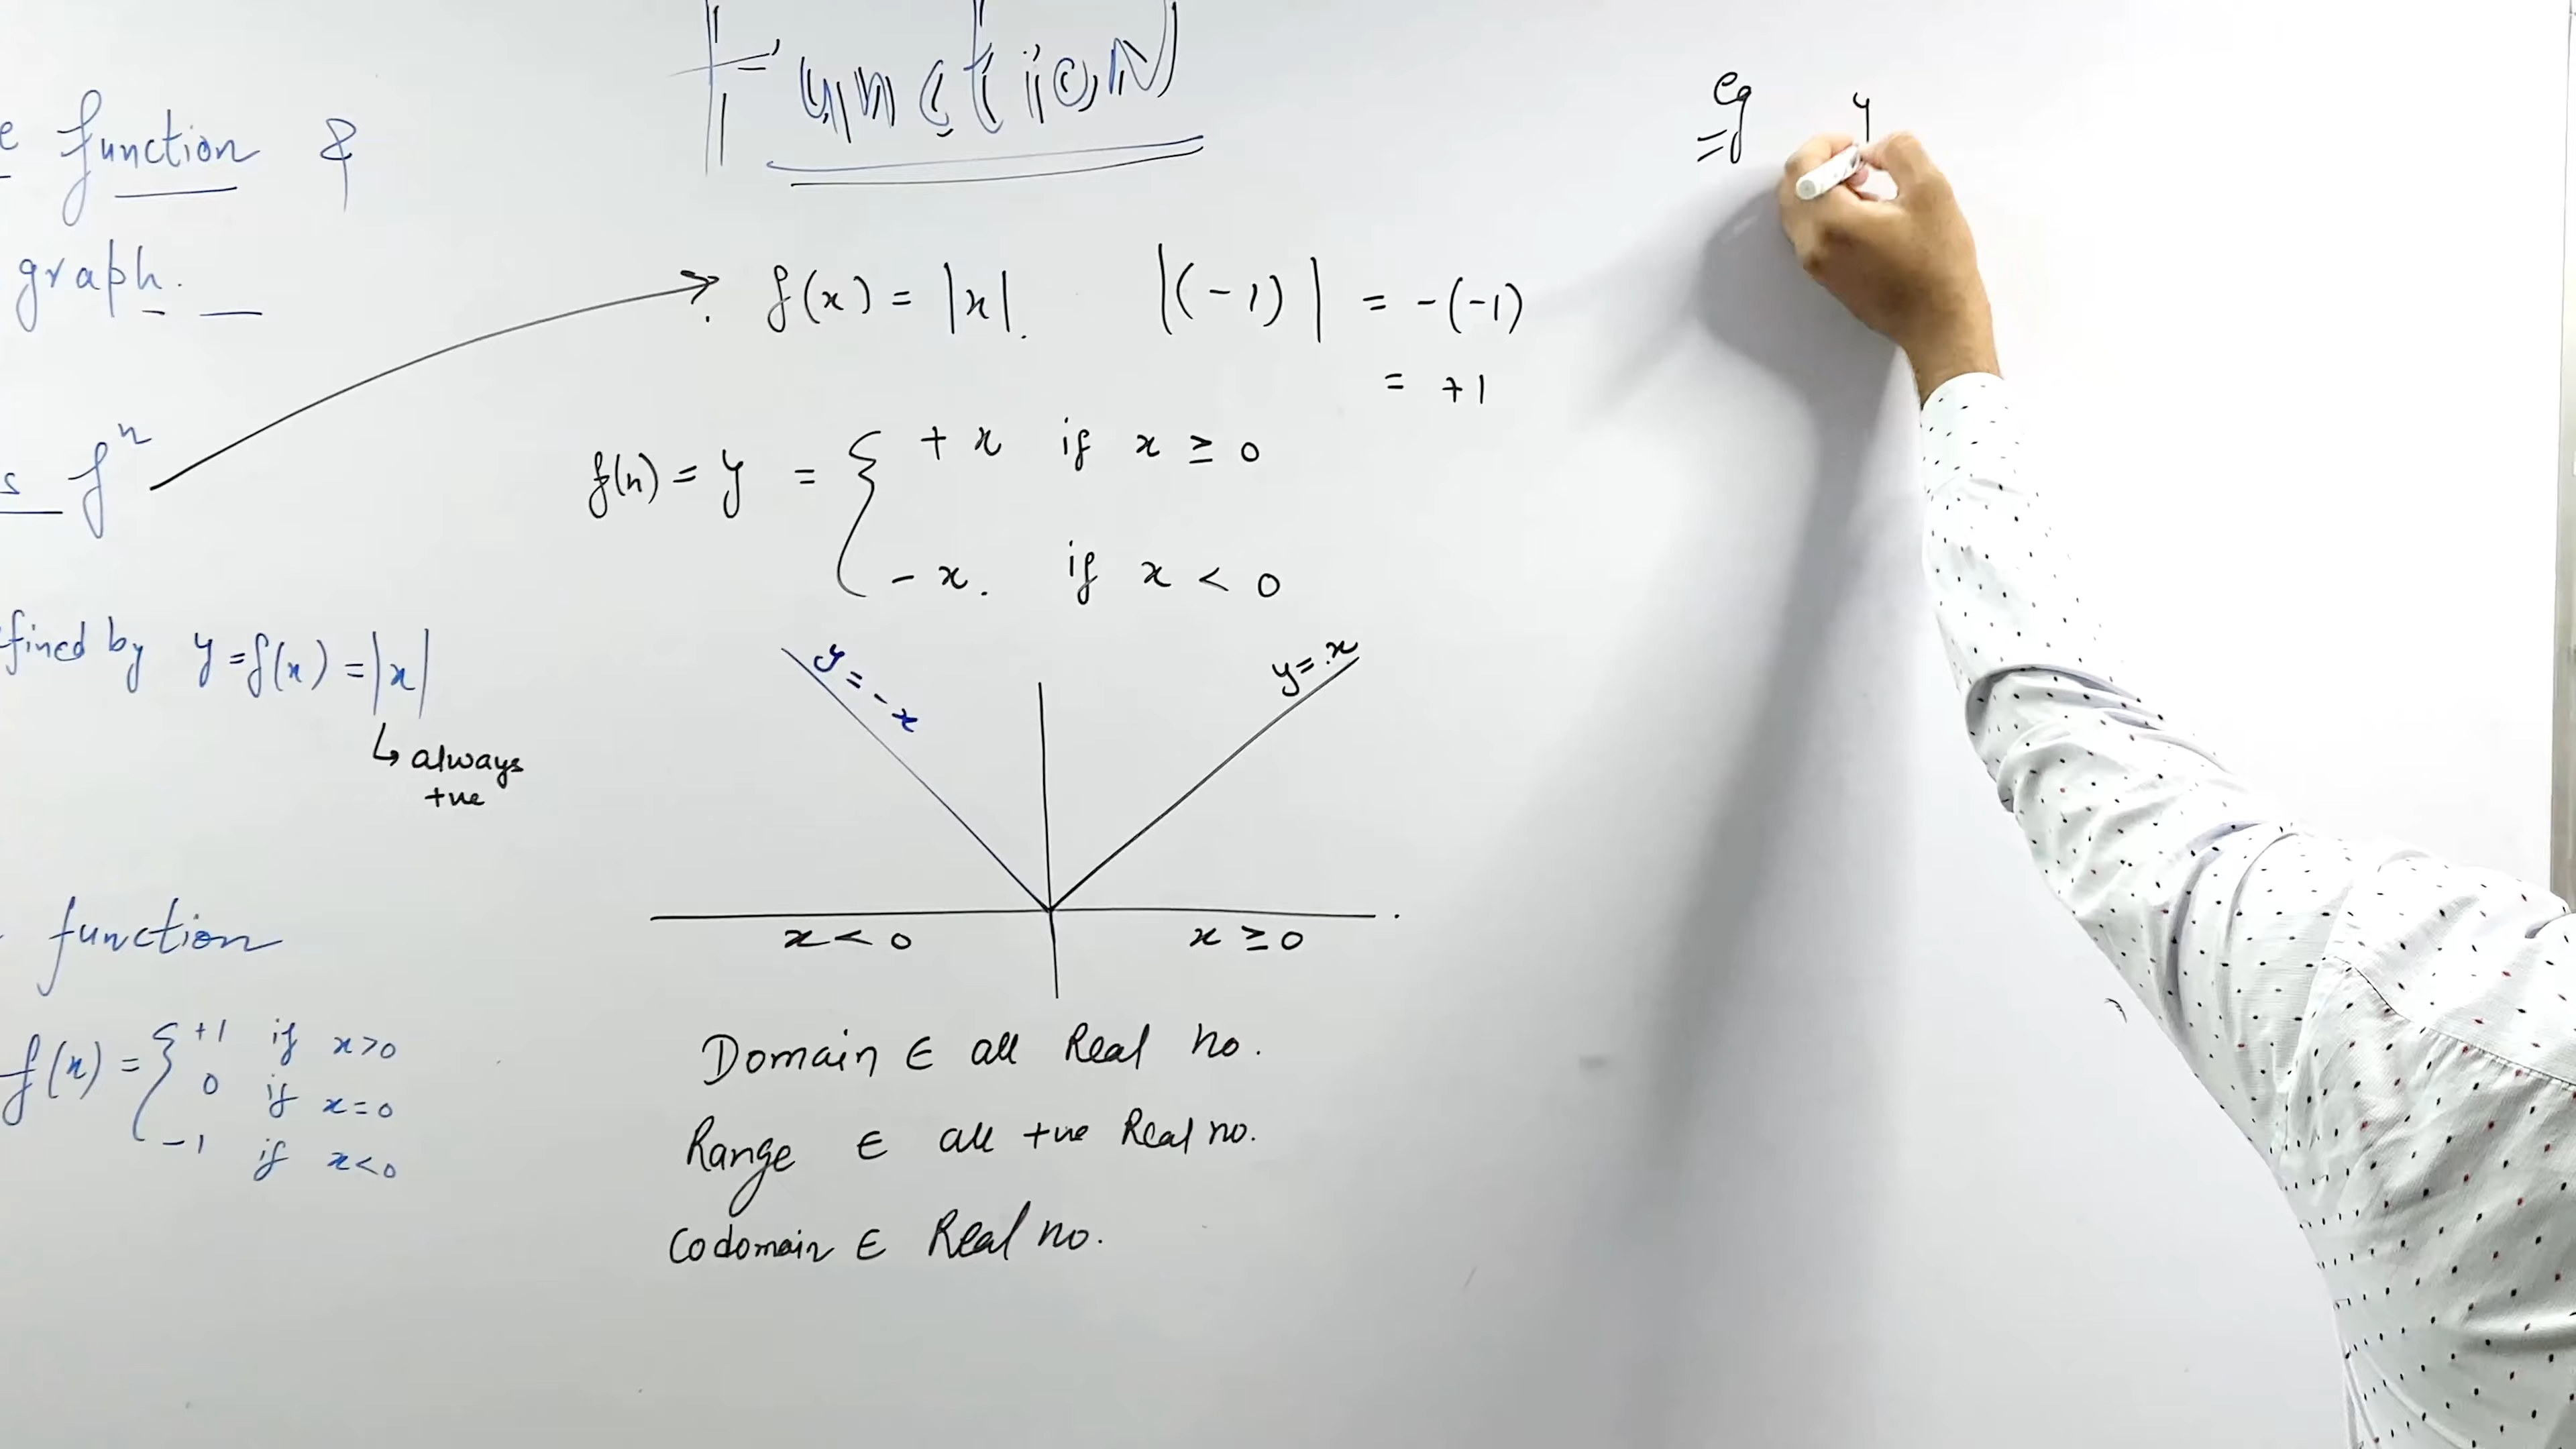 Function
e function &
graph.
s fⁿ
fined by y=f(x)=|x|
↳ always
+ve
function
f(x)={ +1 if x>0
0 if x=0
-1 if x<0
f(x) = |x|. |(-1)| = -(-1)
= +1
f(x) = y = { + x if x ≥ 0
- x. if x < 0
y = -x
y = x
x < 0 x ≥ 0
Domain ∈ all Real no.
Range ∈ all +ve Real no.
Codomain ∈ Real no.
eg y